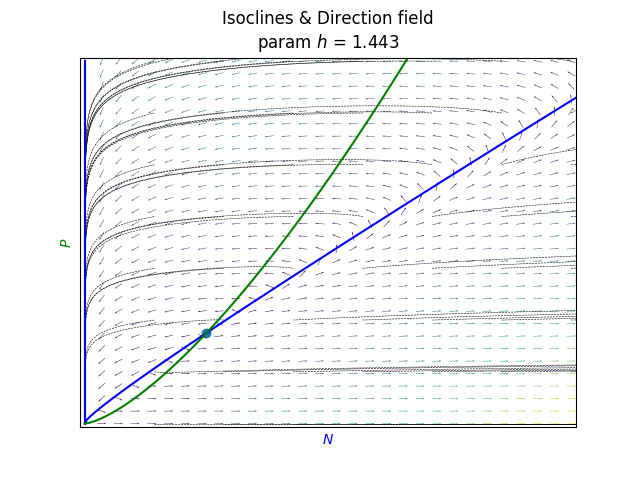 Isoclines & Direction field
param h = 1.443
P
N